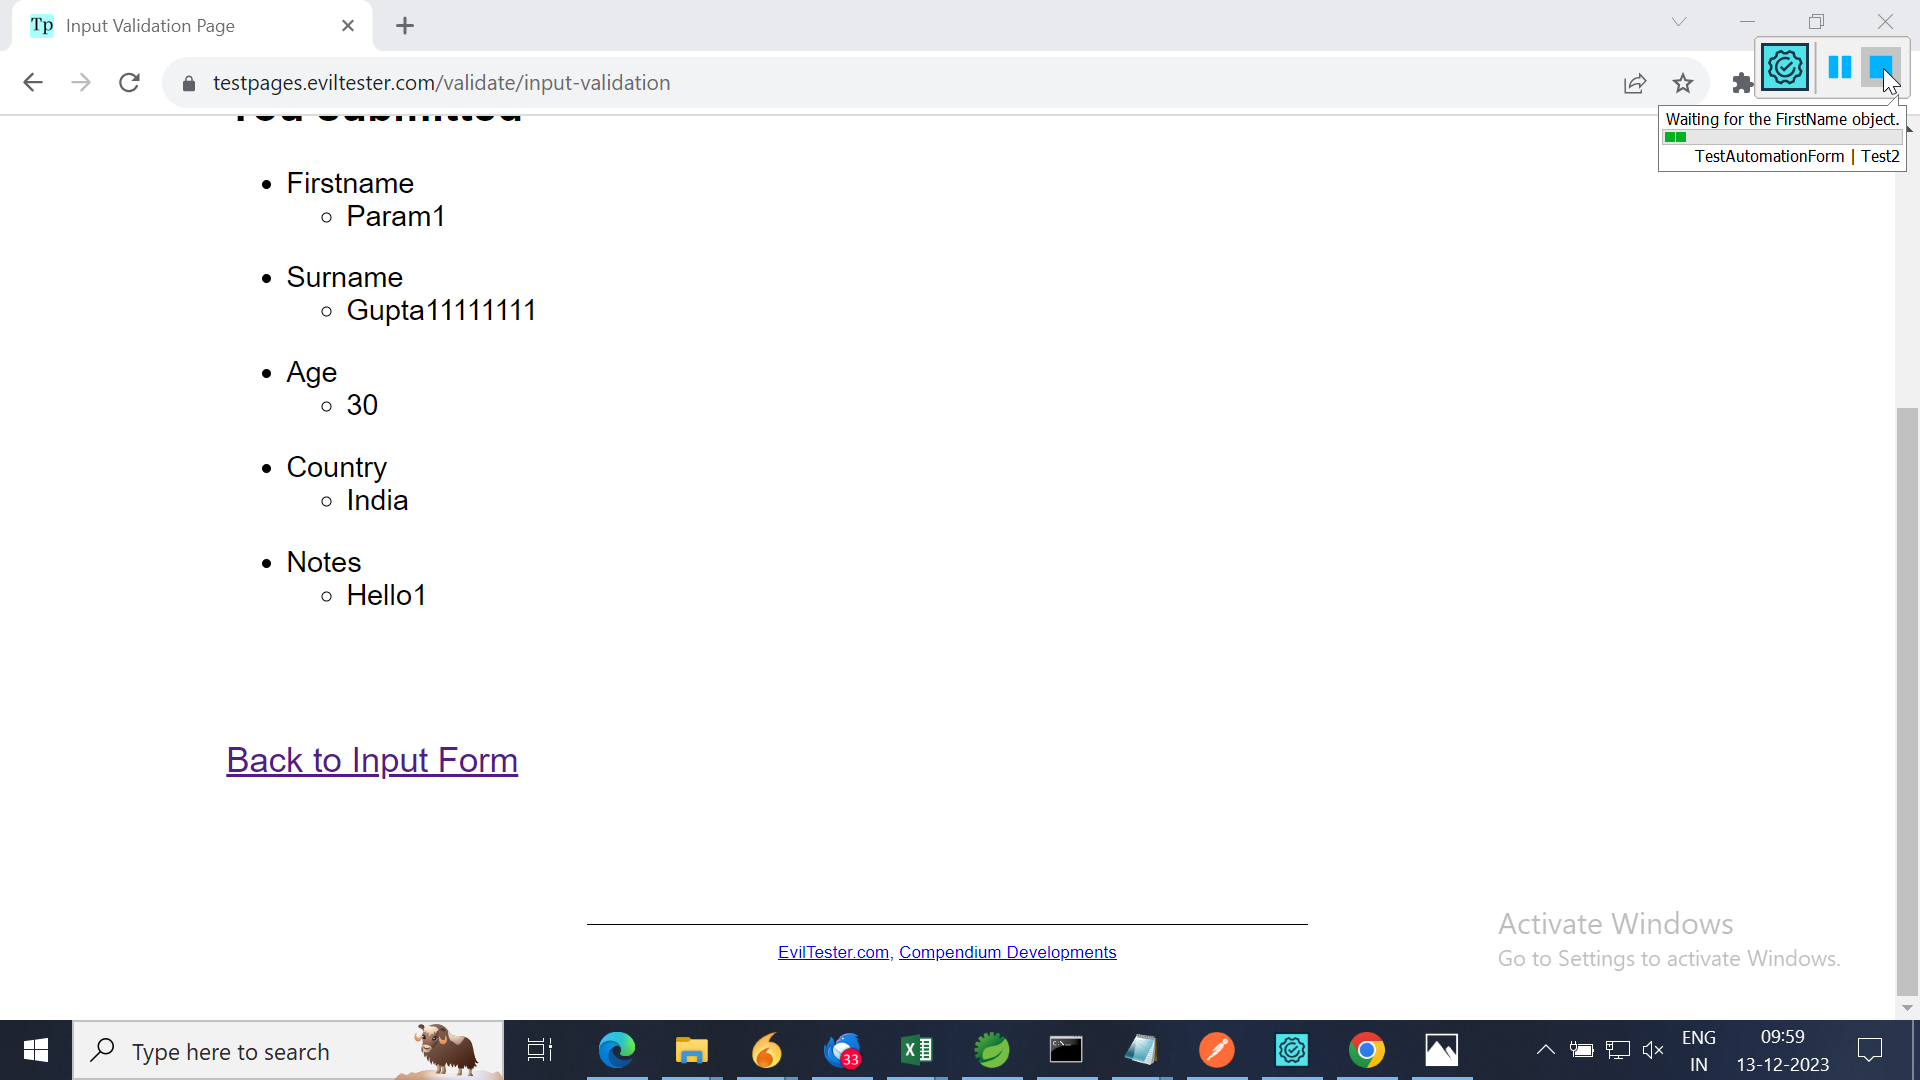 Tp Input Validation Page
testpages.eviltester.com/validate/input-validation
Waiting for the FirstName object.
TestAutomationForm | Test2
You submitted
Firstname
Param1
Surname
Gupta11111111
Age
30
Country
India
Notes
Hello1
Back to Input Form
EvilTester.com, Compendium Developments
Activate Windows
Go to Settings to activate Windows.
Type here to search
33
ENG
IN
09:59
13-12-2023